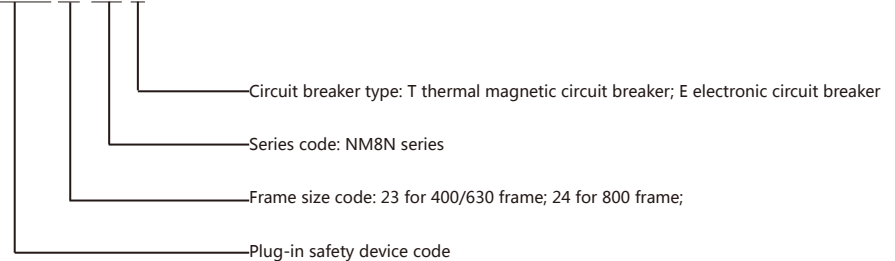 Circuit breaker type: T thermal magnetic circuit breaker; E electronic circuit breaker
Series code: NM8N series
Frame size code: 23 for 400/630 frame; 24 for 800 frame;
Plug-in safety device code